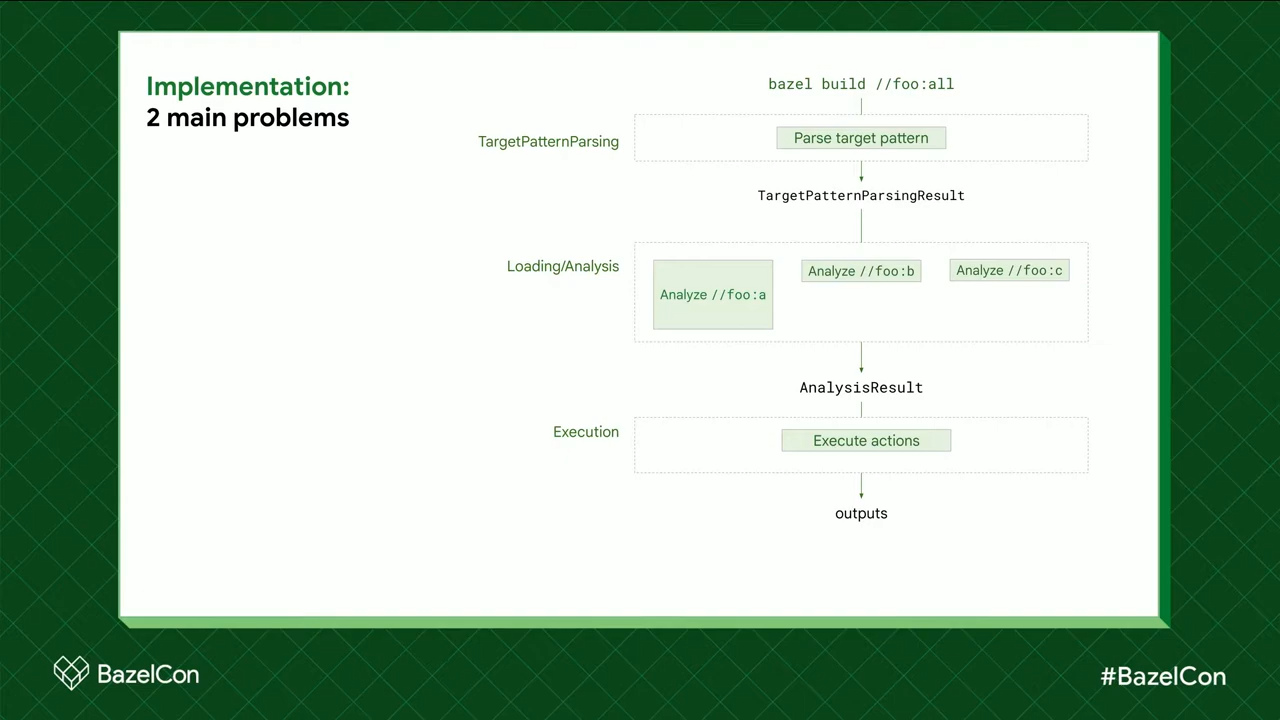 Implementation:
2 main problems
bazel build //foo:all
TargetPatternParsing
Parse target pattern
TargetPatternParsingResult
Loading/Analysis
Analyze //foo:a
Analyze //foo:b
Analyze //foo:c
AnalysisResult
Execution
Execute actions
outputs
BazelCon
#BazelCon